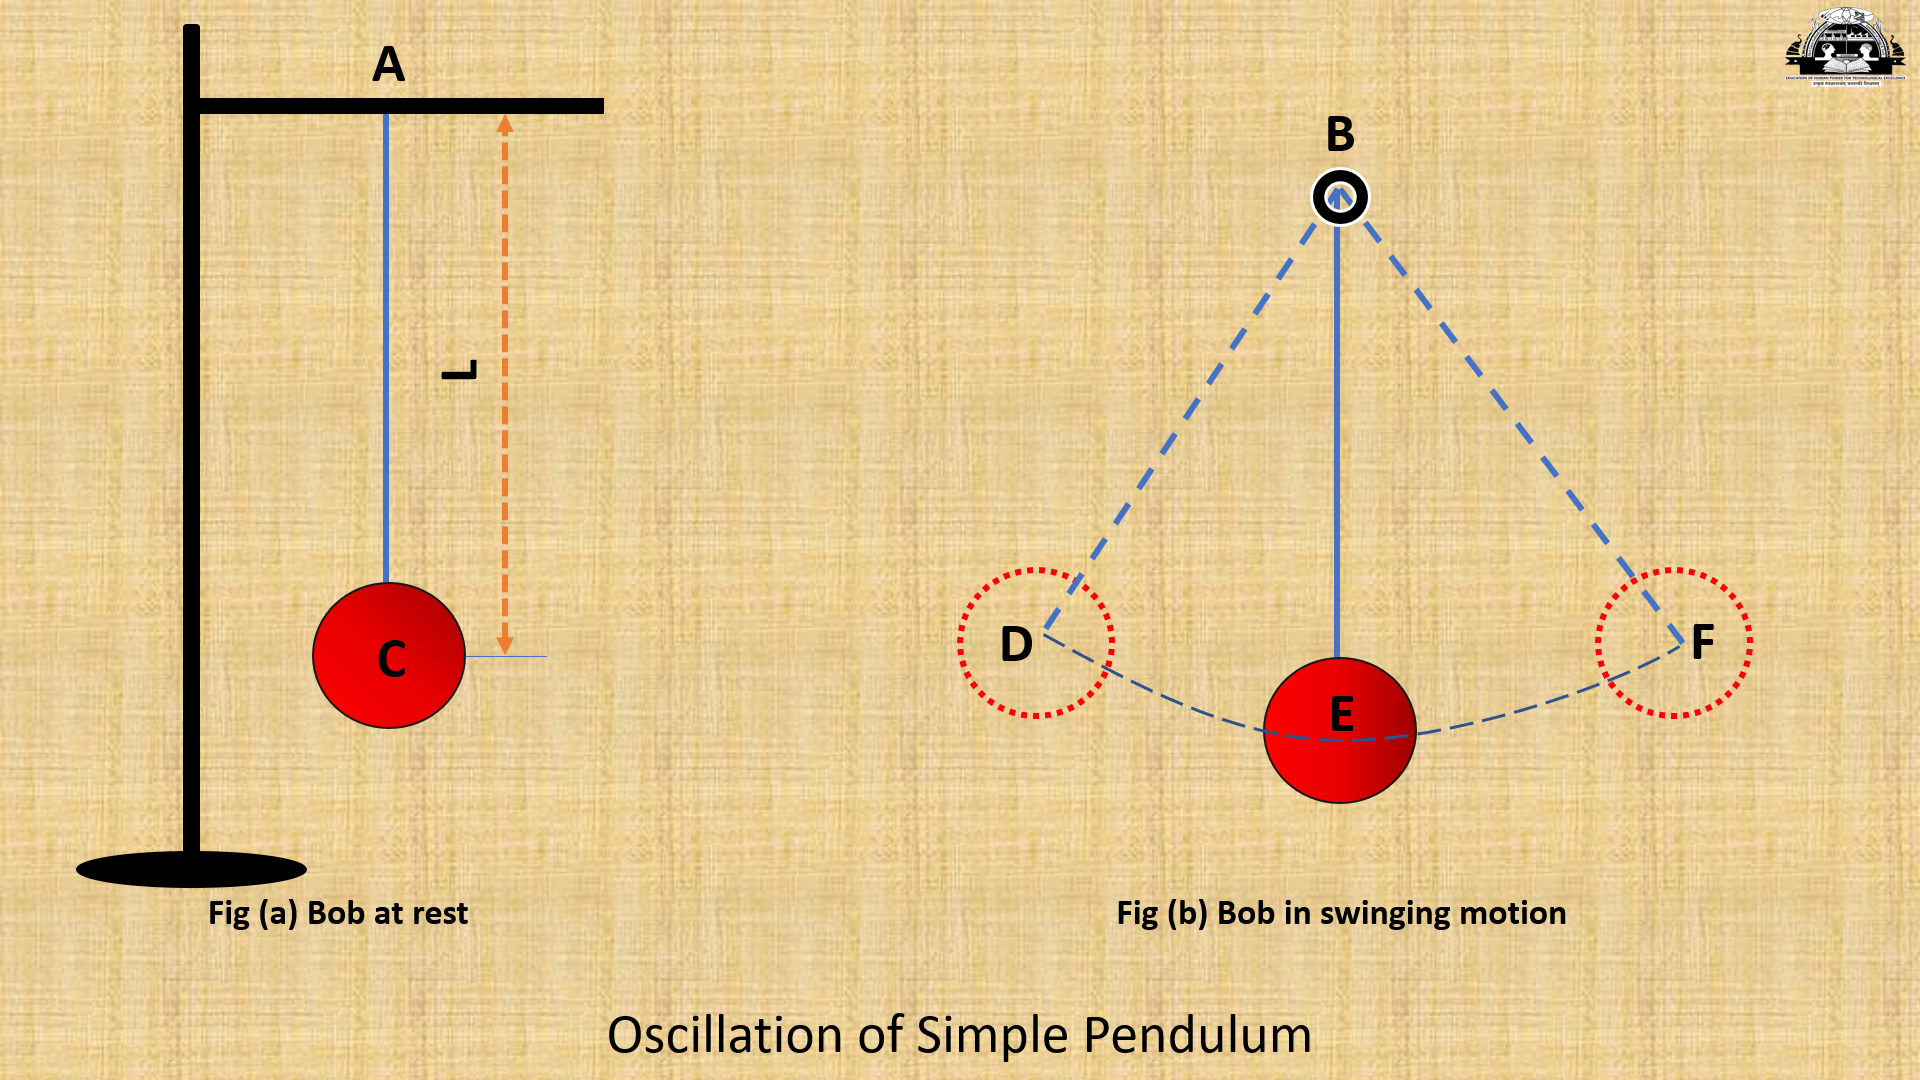 A
B
L
C
D
E
F
Fig (a) Bob at rest
Fig (b) Bob in swinging motion
Oscillation of Simple Pendulum
EDUCATION OF HUMAN POWER FOR TECHNOLOGICAL EXCELLENCE